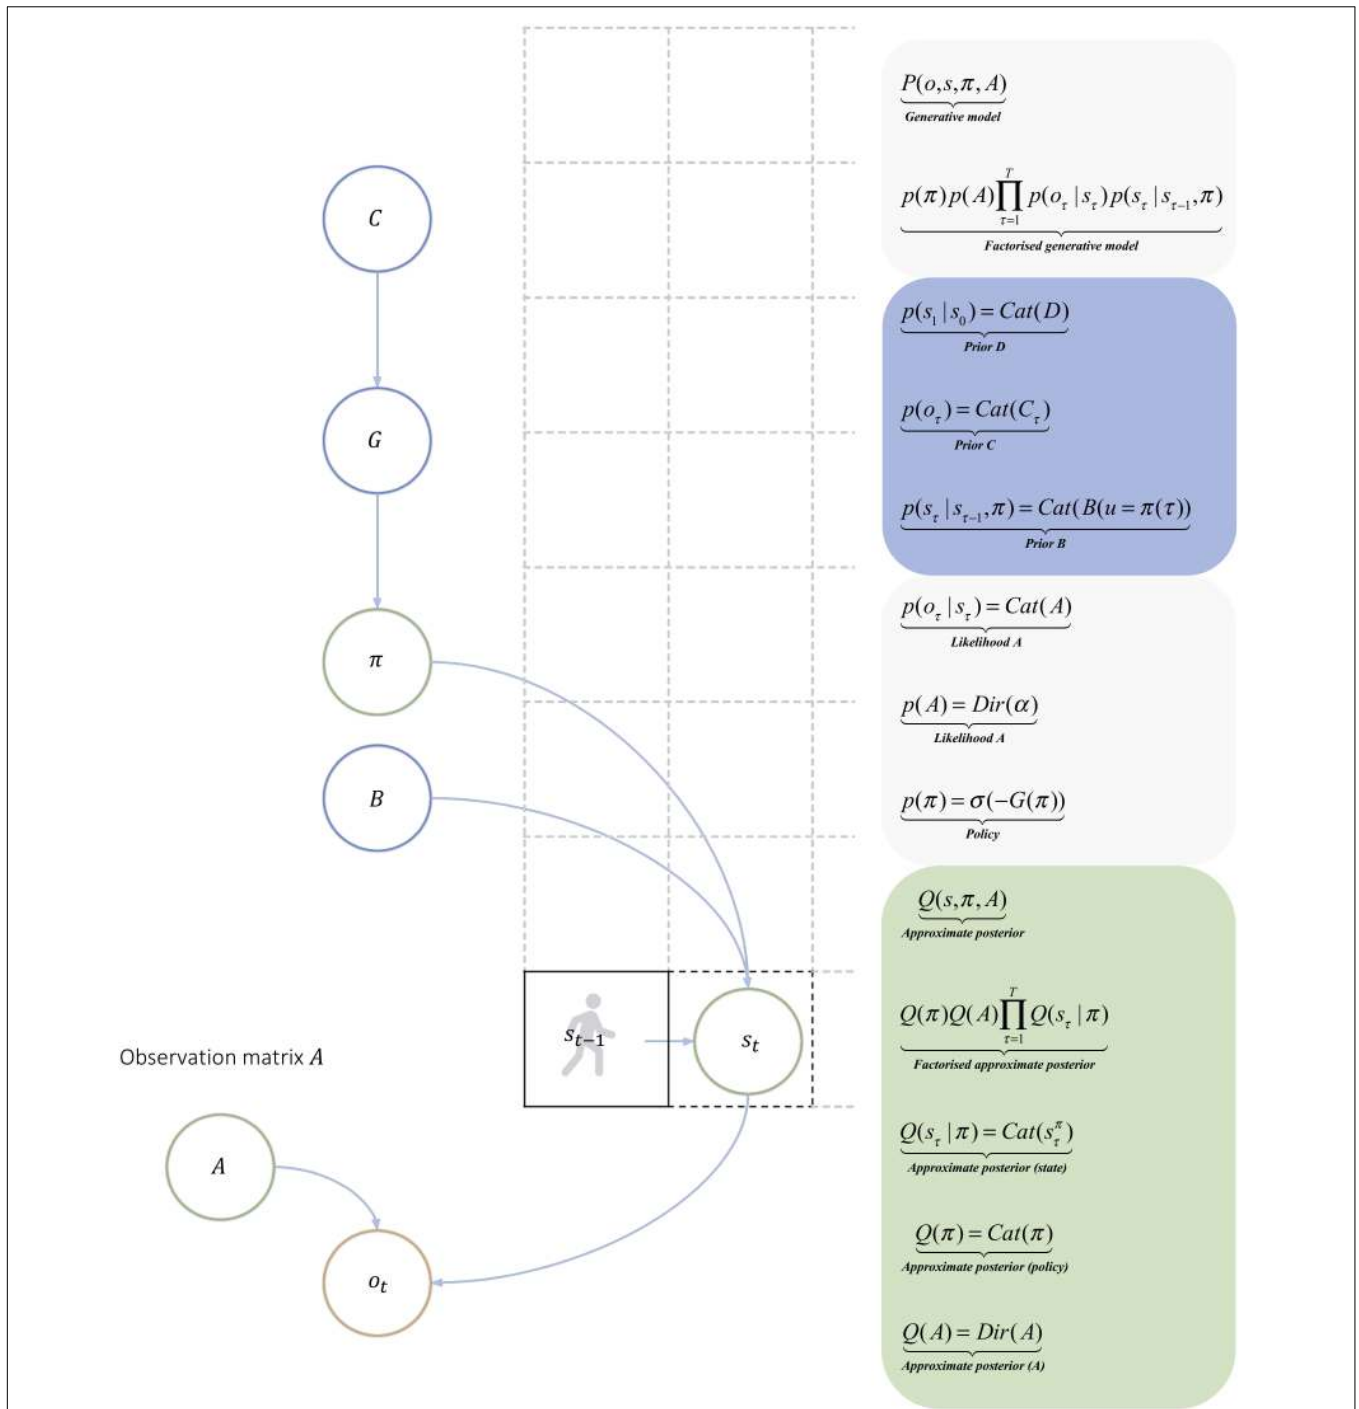 C
G
π
B
s_{t−1}
s_t
Observation matrix A
A
o_t
P(o,s,π,A)
Generative model
p(π)p(A)∏_{τ=1}^{T} p(o_τ|s_τ)p(s_τ|s_{τ−1},π)
Factorised generative model
p(s_1|s_0)=Cat(D)
Prior D
p(o_τ)=Cat(C_τ)
Prior C
p(s_τ|s_{τ−1},π)=Cat(B(u=π(τ))
Prior B
p(o_τ|s_τ)=Cat(A)
Likelihood A
p(A)=Dir(α)
Likelihood A
p(π)=σ(−G(π))
Policy
Q(s,π,A)
Approximate posterior
Q(π)Q(A)∏_{τ=1}^{T} Q(s_τ|π)
Factorised approximate posterior
Q(s_τ|π)=Cat(s_τ^π)
Approximate posterior (state)
Q(π)=Cat(π)
Approximate posterior (policy)
Q(A)=Dir(A)
Approximate posterior (A)